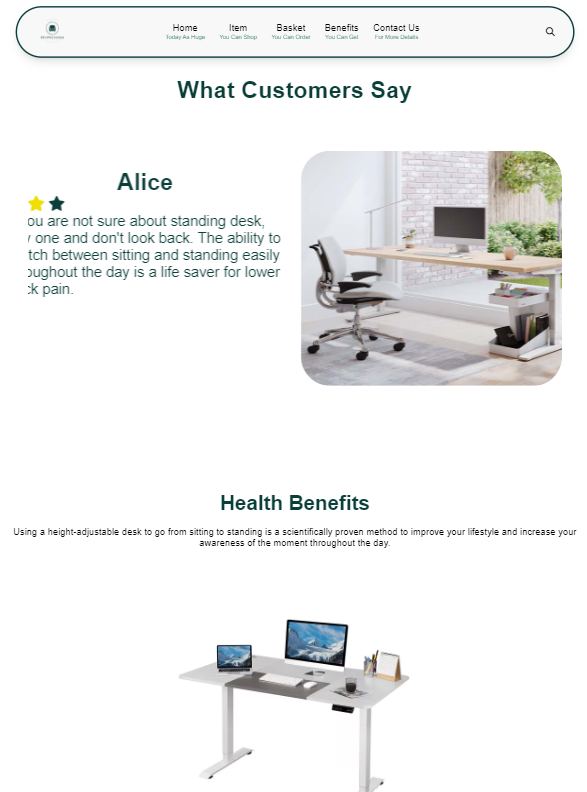 Home
Today As Huge
Item
You Can Shop
Basket
You Can Order
Benefits
You Can Get
Contact Us
For More Details
What Customers Say
Alice
ou are not sure about standing desk,
one and don't look back. The ability to
tch between sitting and standing easily
oughout the day is a life saver for lower
ck pain.
Health Benefits
Using a height-adjustable desk to go from sitting to standing is a scientifically proven method to improve your lifestyle and increase your
awareness of the moment throughout the day.